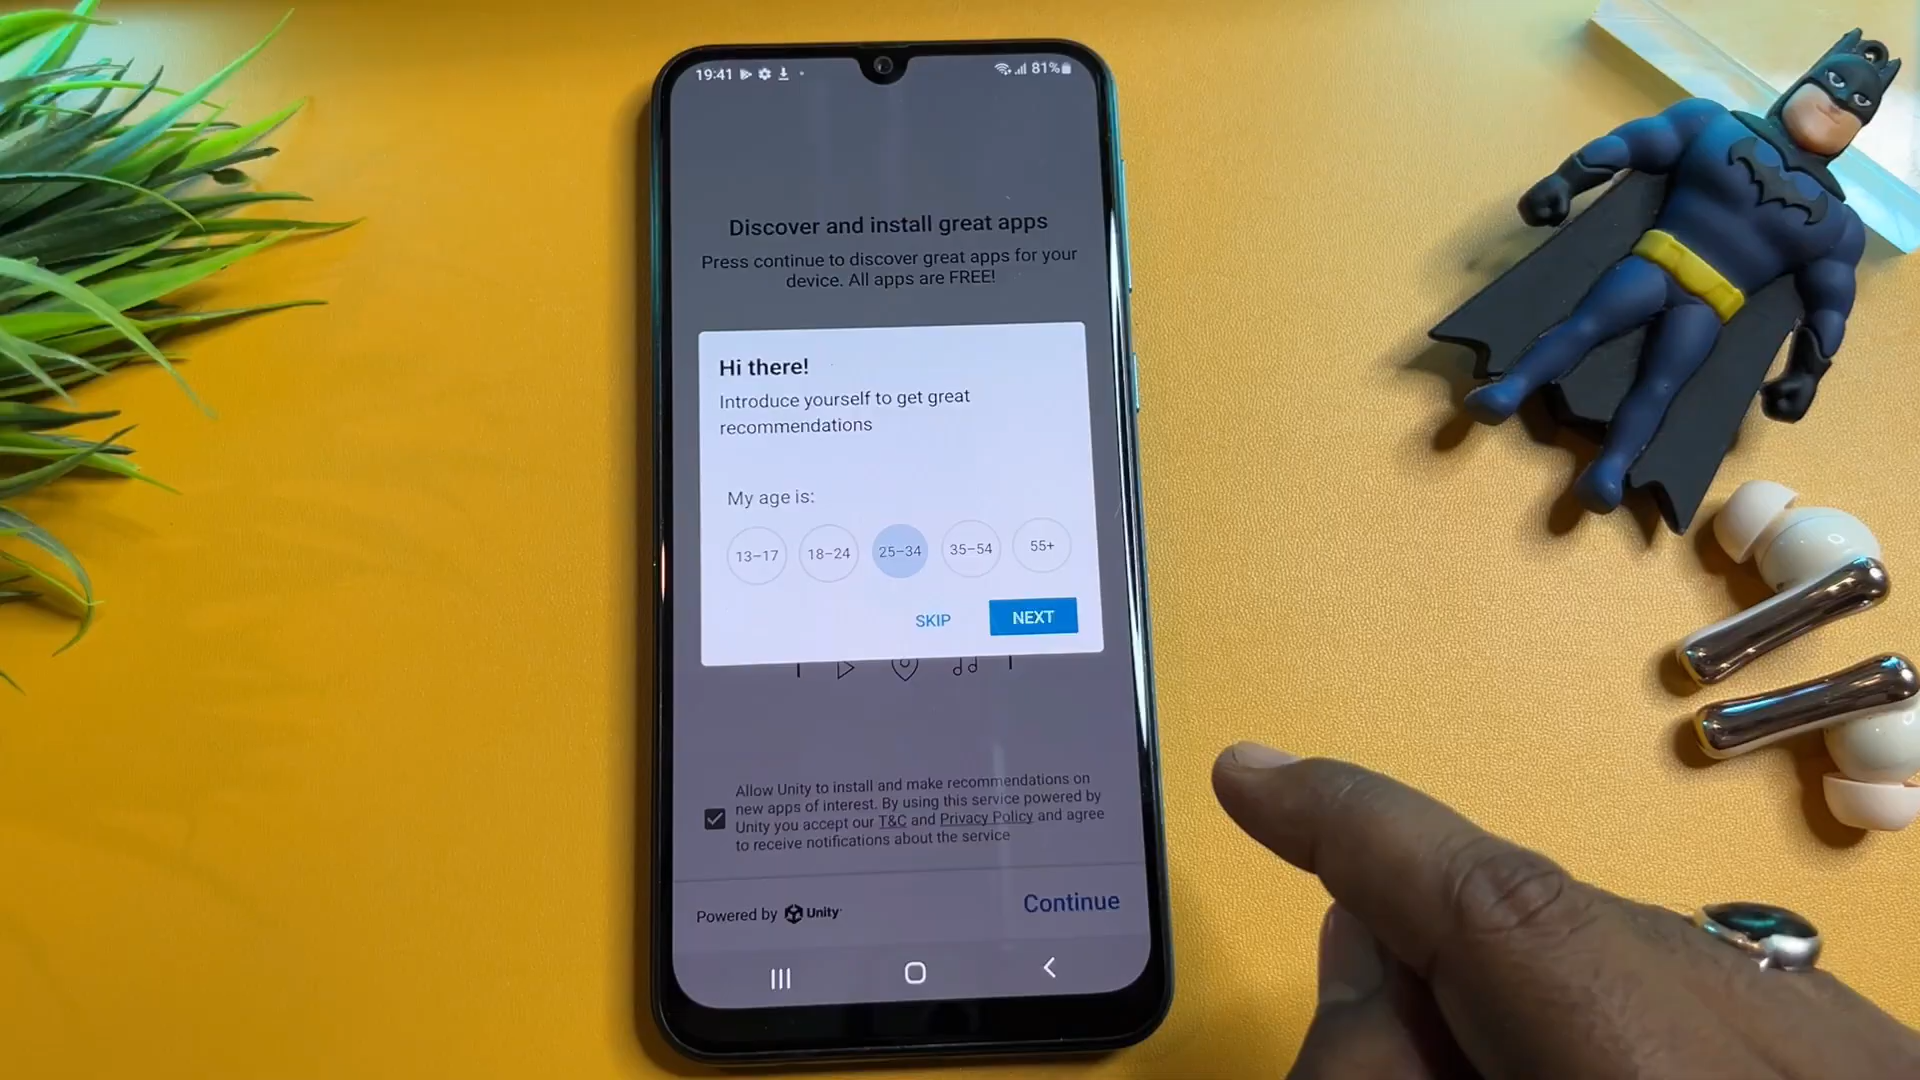 19:41
81%
Discover and install great apps
Press continue to discover great apps for your
device. All apps are FREE!
Hi there!
Introduce yourself to get great
recommendations
My age is:
13–17 18–24 25–34 35–54 55+
SKIP NEXT
Allow Unity to install and make recommendations on
new apps of interest. By using this service powered by
Unity you accept our T&C and Privacy Policy and agree
to receive notifications about the service
Powered by Unity
Continue